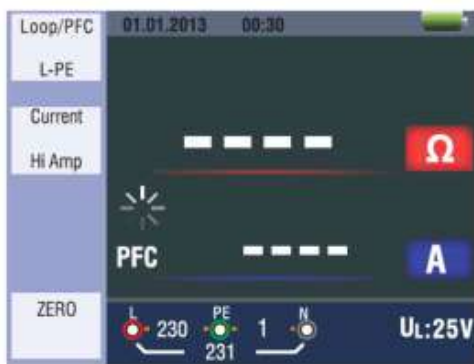 Loop/PFC 01.01.2013 00:30
L-PE
Current
Hi Amp
---- Ω
PFC ---- A
ZERO
L PE N
230 1
231
UL:25V